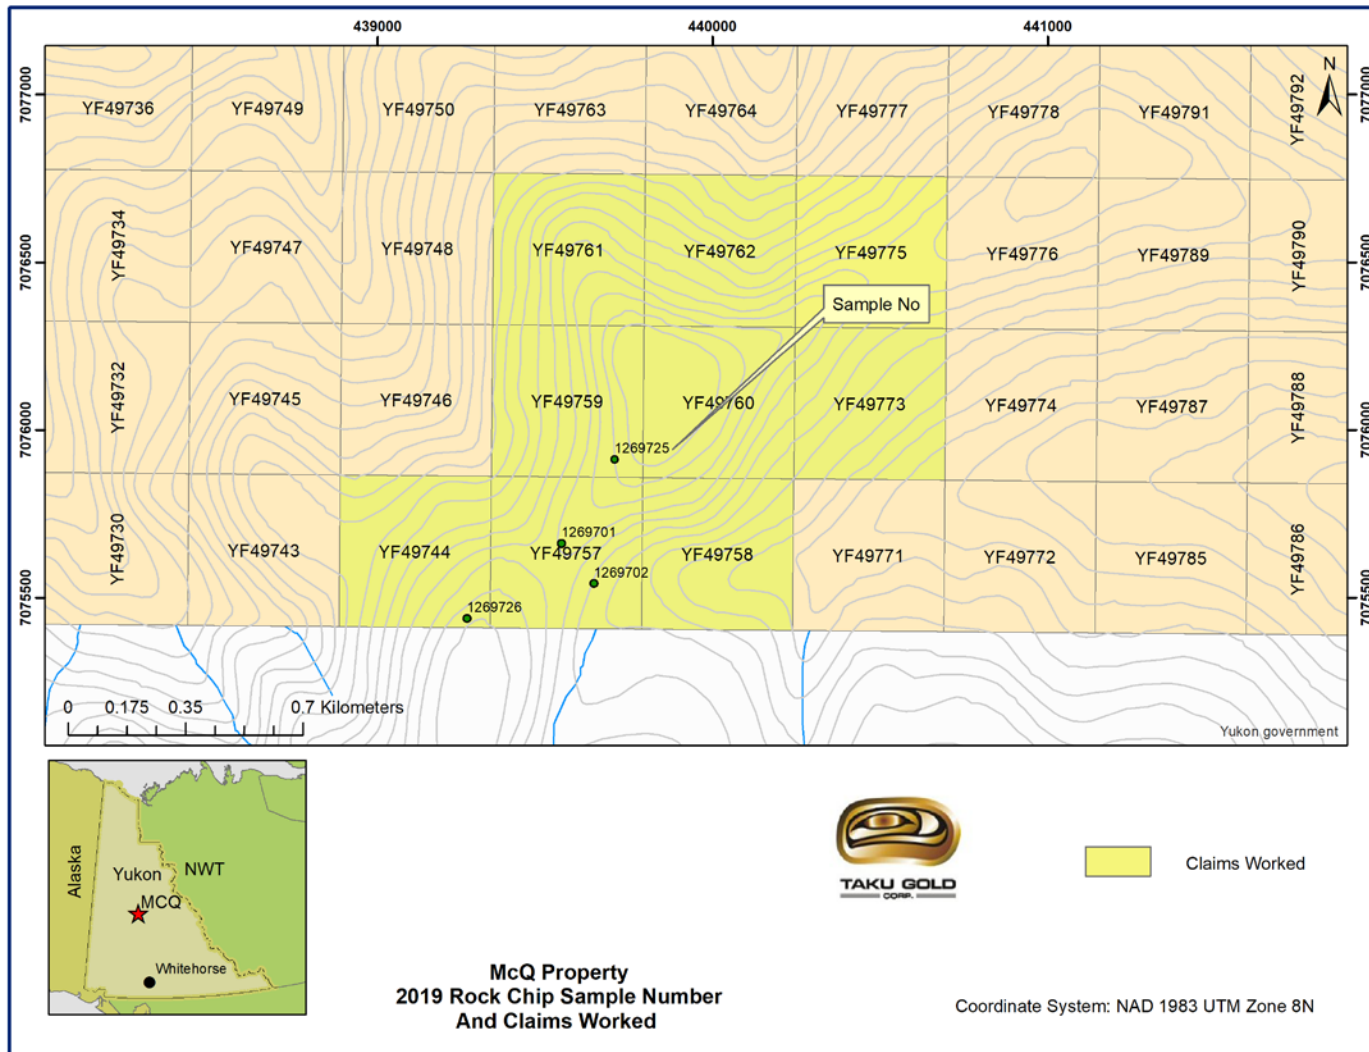 439000 440000 441000
7077000 7077000
N
YF49736 YF49749 YF49750 YF49763 YF49764 YF49777 YF49778 YF49791 YF49792
7076500 7076500
YF49734 YF49747 YF49748 YF49761 YF49762 YF49775 YF49776 YF49789 YF49790
Sample No
7076000 7076000
YF49732 YF49745 YF49746 YF49759 YF49760 YF49773 YF49774 YF49787 YF49788
1269725
1269701
YF49730 YF49743 YF49744 YF49757 YF49758 YF49771 YF49772 YF49785 YF49786
1269702
7075500 7075500
1269726
0 0.175 0.35 0.7 Kilometers
Yukon government
Alaska
Yukon
NWT
MCQ
Whitehorse
TAKU GOLD
CORP.
Claims Worked
McQ Property
2019 Rock Chip Sample Number
And Claims Worked
Coordinate System: NAD 1983 UTM Zone 8N